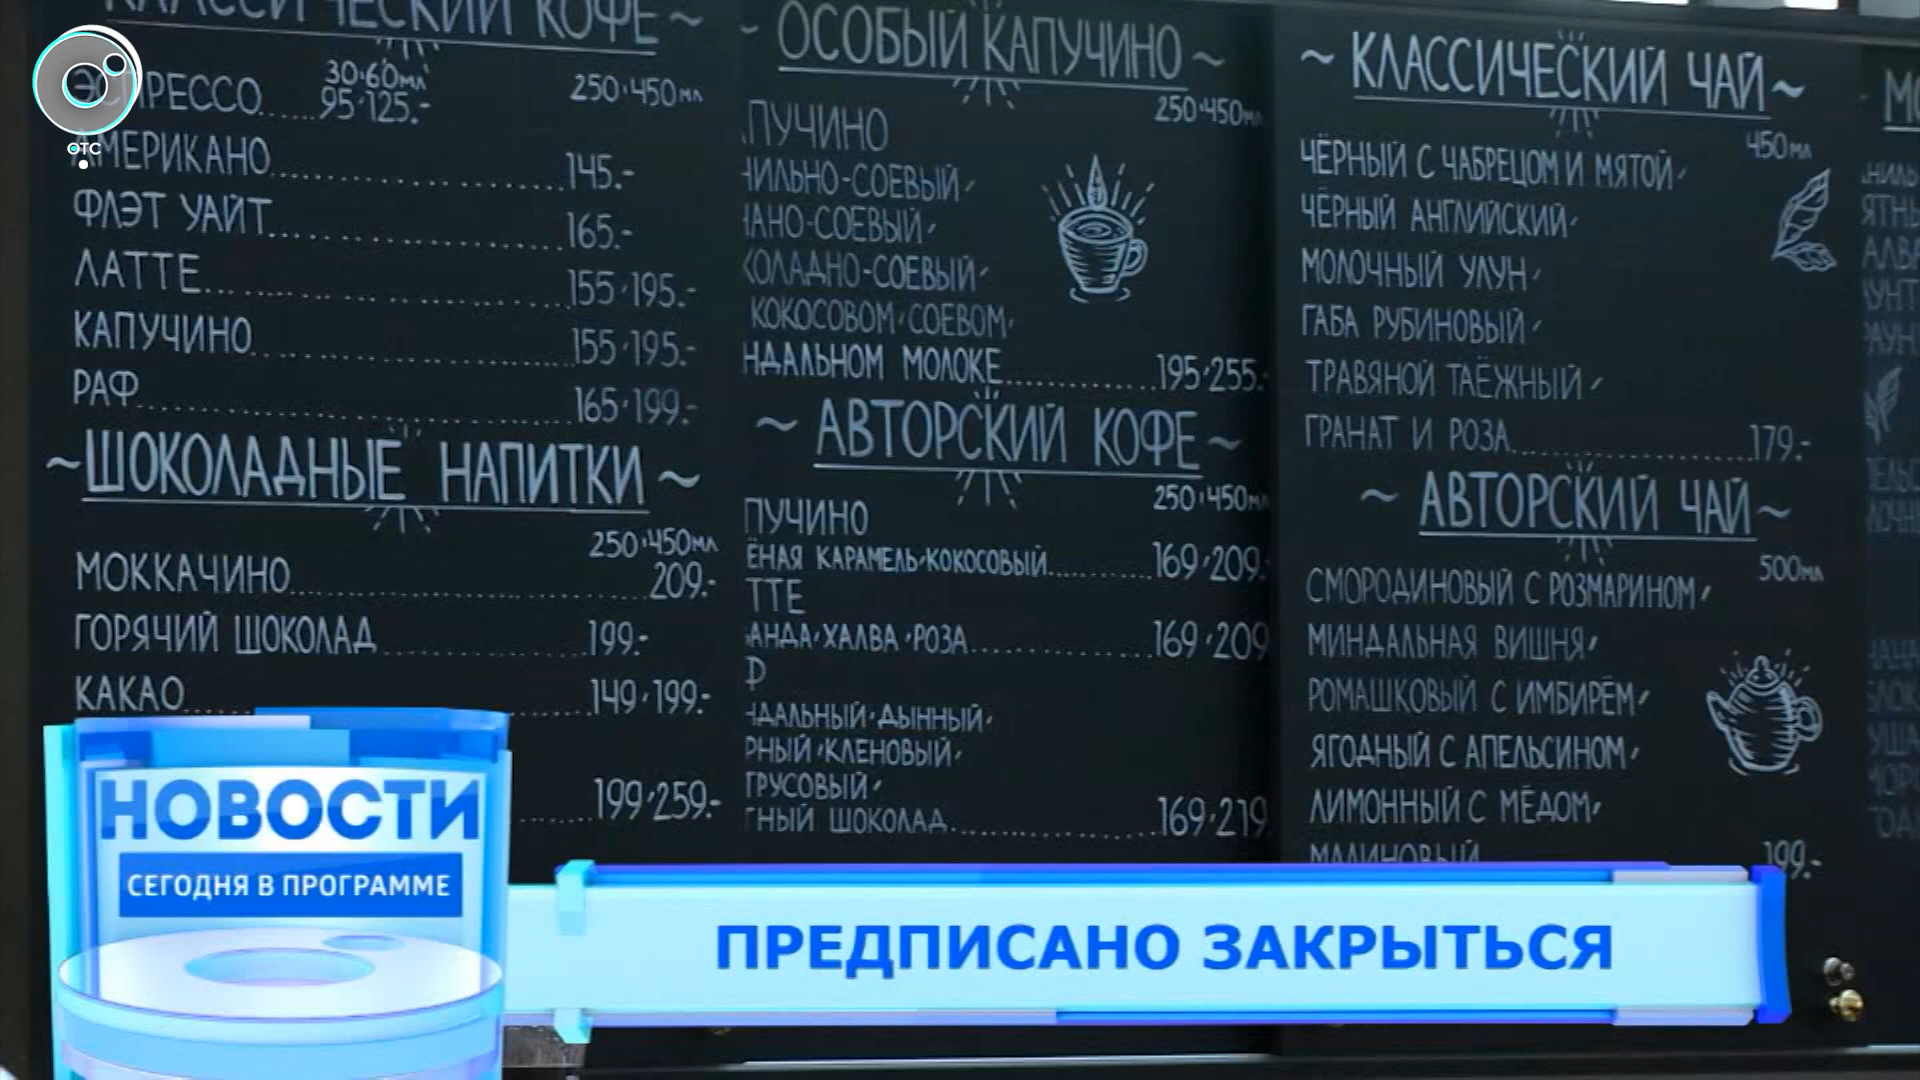 КЛАССИЧЕСКИЙ КОФЕ ~
30·60мл
250·450мл
ЭСПРЕССО......95·125.-
АМЕРИКАНО 145.-
ФЛЭТ УАЙТ 165.-
ЛАТТЕ 155·195.-
КАПУЧИНО 155·195.-
РАФ 165·199.-
~ ШОКОЛАДНЫЕ НАПИТКИ ~
250·450мл
МОККАЧИНО 209.-
ГОРЯЧИЙ ШОКОЛАД 199.-
КАКАО 149·199.-
199·259.-
~ ОСОБЫЙ КАПУЧИНО ~
250·450мл
ПУЧИНО
НИЛЬНО-СОЕВЫЙ,
АНО-СОЕВЫЙ,
КОЛАДНО-СОЕВЫЙ,
КОКОСОВОМ, СОЕВОМ,
НДАЛЬНОМ МОЛОКЕ 195·255.-
~ АВТОРСКИЙ КОФЕ ~
250·450мл
ПУЧИНО
ЁНАЯ КАРАМЕЛЬ, КОКОСОВЫЙ 169·209.
ТТЕ
АНДА, ХАЛВА, РОЗА 169·209
Р
НДАЛЬНЫЙ, ДЫННЫЙ,
РНЫЙ, КЛЕНОВЫЙ,
ТРУСОВЫЙ,
НЫЙ ШОКОЛАД 169·219
~ КЛАССИЧЕСКИЙ ЧАЙ ~
450мл
ЧЁРНЫЙ С ЧАБРЕЦОМ И МЯТОЙ,
ЧЁРНЫЙ АНГЛИЙСКИЙ,
МОЛОЧНЫЙ УЛУН,
ГАБА РУБИНОВЫЙ,
ТРАВЯНОЙ ТАЁЖНЫЙ,
ГРАНАТ И РОЗА 179.-
~ АВТОРСКИЙ ЧАЙ ~
500мл
СМОРОДИНОВЫЙ С РОЗМАРИНОМ,
МИНДАЛЬНАЯ ВИШНЯ,
РОМАШКОВЫЙ С ИМБИРЁМ,
ЯГОДНЫЙ С АПЕЛЬСИНОМ,
ЛИМОННЫЙ С МЁДОМ,
МАЛИНОВЫЙ 199.-
ОТС
НОВОСТИ
СЕГОДНЯ В ПРОГРАММЕ
ПРЕДПИСАНО ЗАКРЫТЬСЯ